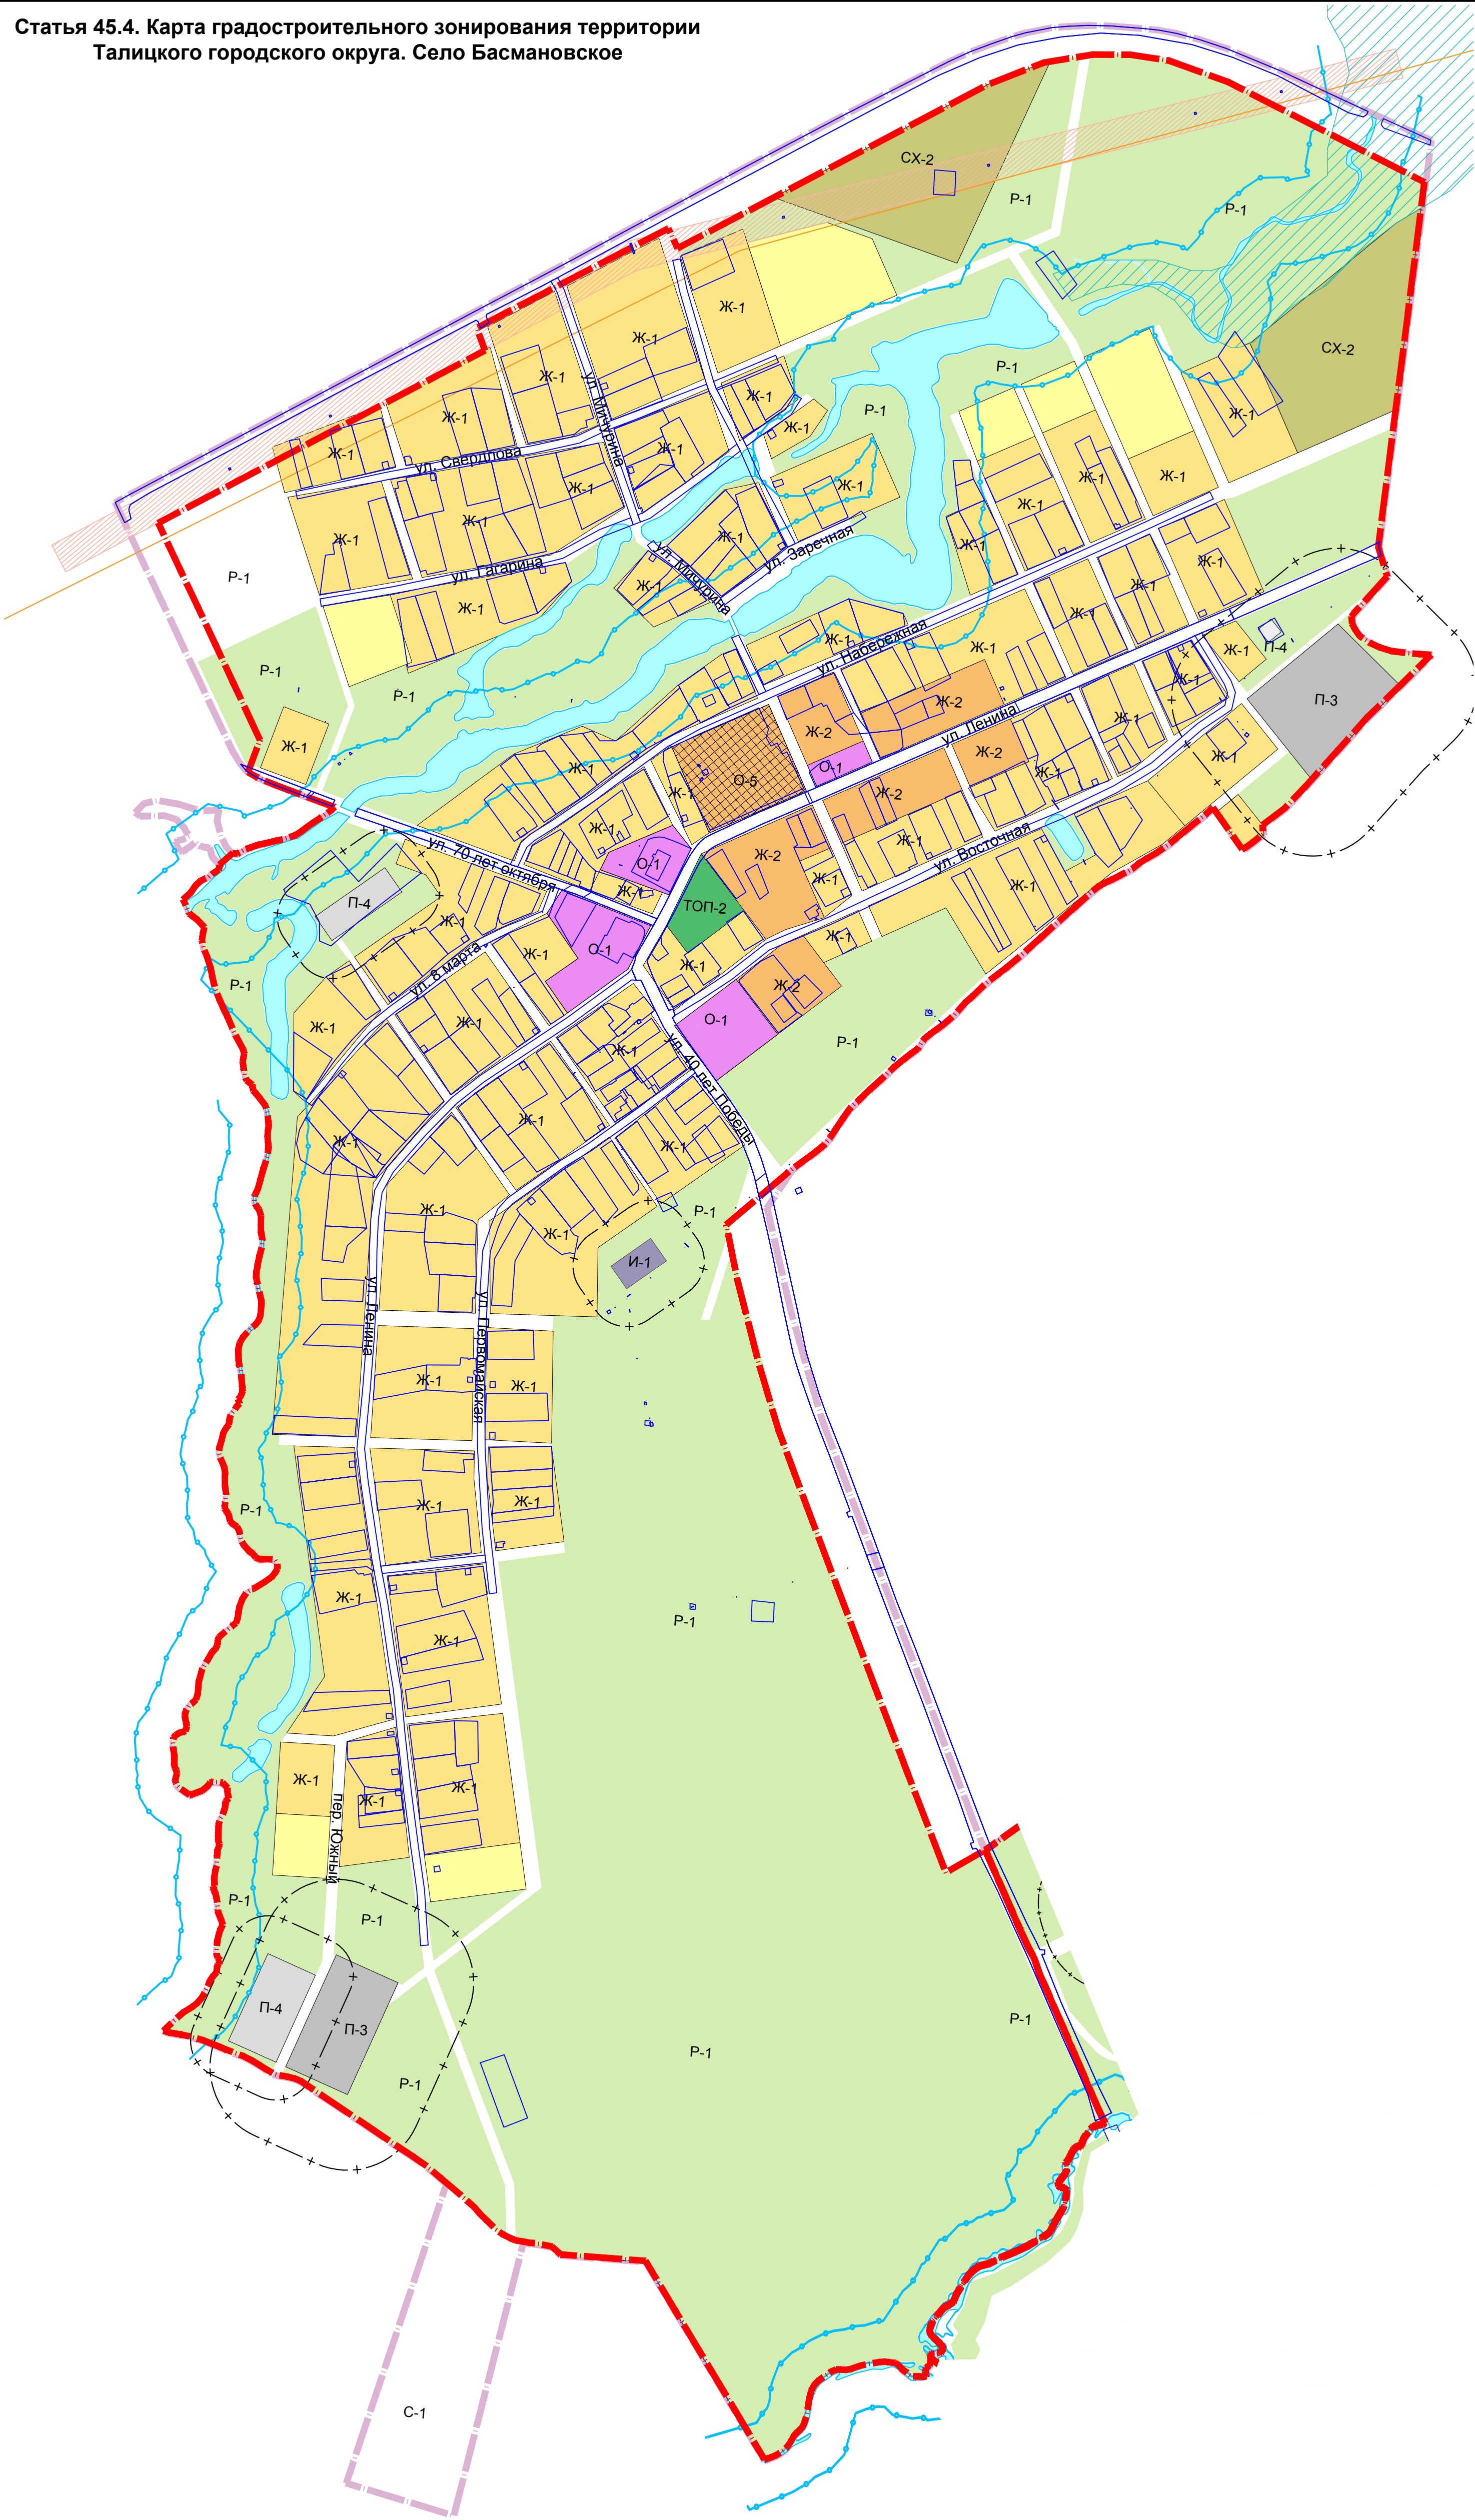 Статья 45.4. Карта градостроительного зонирования территории
Талицкого городского округа. Село Басмановское
СХ-2
Р-1
Р-1
Ж-1
Ж-1
СХ-2
Р-1
Ж-1
ул. Мичурина
Ж-1
Ж-1
Р-1
Ж-1
Ж-1
Ж-1
Ж-1
Ж-1
ул. Свердлова
Ж-1
Ж-1
Ж-1
Ж-1
Ж-1
Ж-1
Ж-1
Ж-1
Ж-1
ул. Заречная
Ж-1
Ж-1
Ж-1
Р-1
ул. Гагарина
ул. Мичурина
Ж-1
Ж-1
Ж-1
Ж-1
Ж-1
ул. Набережная
Ж-1
Ж-1
П-4
Р-1
Ж-1
Р-1
Ж-2
П-3
Ж-1
Ж-1
ул. Ленина
Ж-2
Ж-2
Ж-1
Ж-1
О-1
Ж-1
О-5
Ж-1
Ж-2
Ж-1
Ж-1
ул. Восточная
ул. 70 лет октября
Ж-2
О-1
Ж-1
Ж-1
Ж-1
П-4
ТОП-2
Ж-1
Ж-1
О-1
Ж-1
ул. 8 марта
Ж-1
Р-1
Ж-2
О-1
Ж-1
Ж-1
Р-1
Ж-1
ул. 40 лет Победы
Ж-1
Ж-1
Ж-1
Ж-1
Р-1
Ж-1
И-1
ул. Ленина
ул. Первомайская
Ж-1
Ж-1
Ж-1
Ж-1
Р-1
Ж-1
Р-1
Ж-1
Ж-1
Ж-1
Ж-1
пер. Южный
Р-1
Р-1
П-4
Р-1
П-3
Р-1
Р-1
С-1